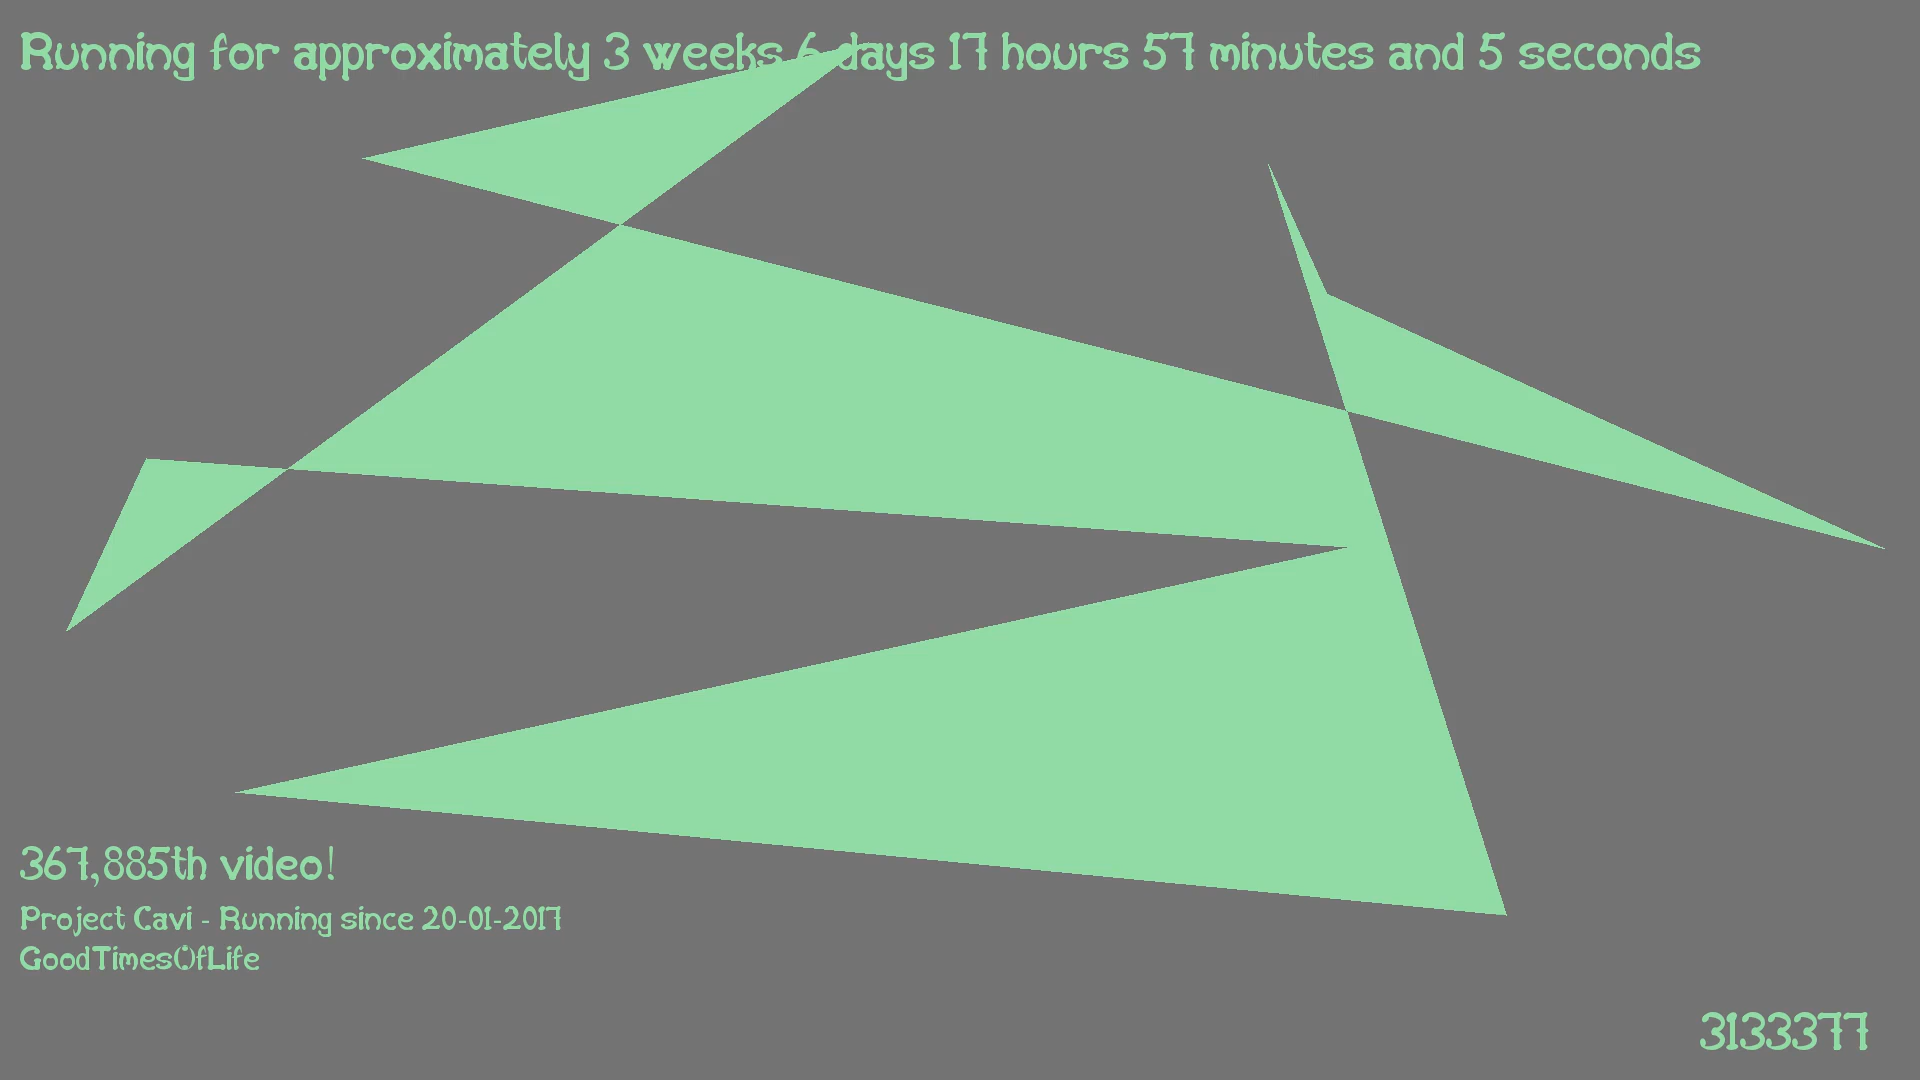 Running for approximately 3 weeks 6 days 17 hours 57 minutes and 5 seconds
367,885th video!
Project Cavi - Running since 20-01-2017
GoodTimesOfLife
3133377